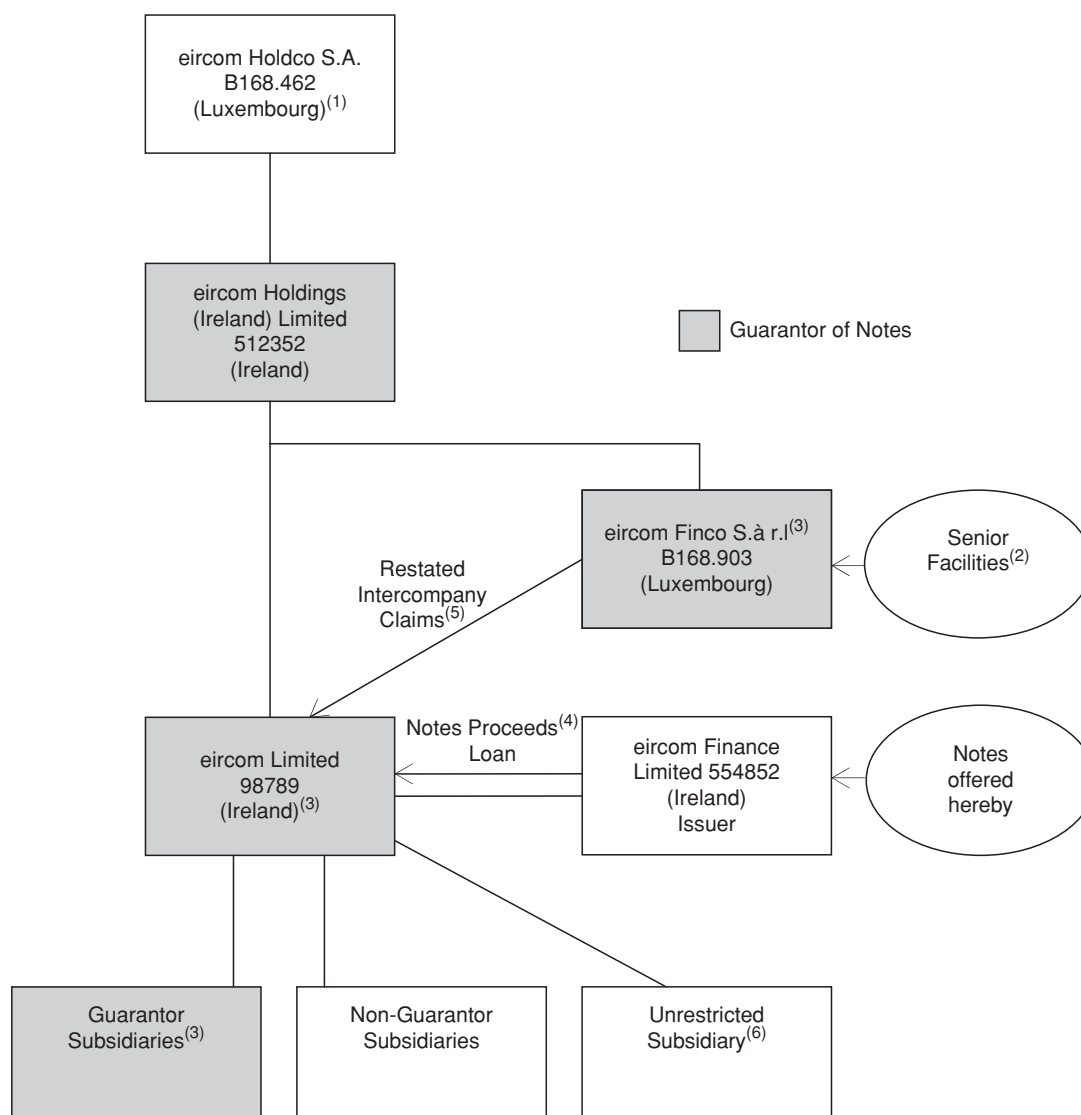 eircom Holdco S.A.
B168.462
(Luxembourg)(1)
eircom Holdings
(Ireland) Limited
512352
(Ireland)
Guarantor of Notes
eircom Finco S.à r.l(3)
B168.903
(Luxembourg)
Senior
Facilities(2)
Restated
Intercompany
Claims(5)
eircom Limited
98789
(Ireland)(3)
Notes Proceeds(4)
Loan
eircom Finance
Limited 554852
(Ireland)
Issuer
Notes
offered
hereby
Guarantor
Subsidiaries(3)
Non-Guarantor
Subsidiaries
Unrestricted
Subsidiary(6)